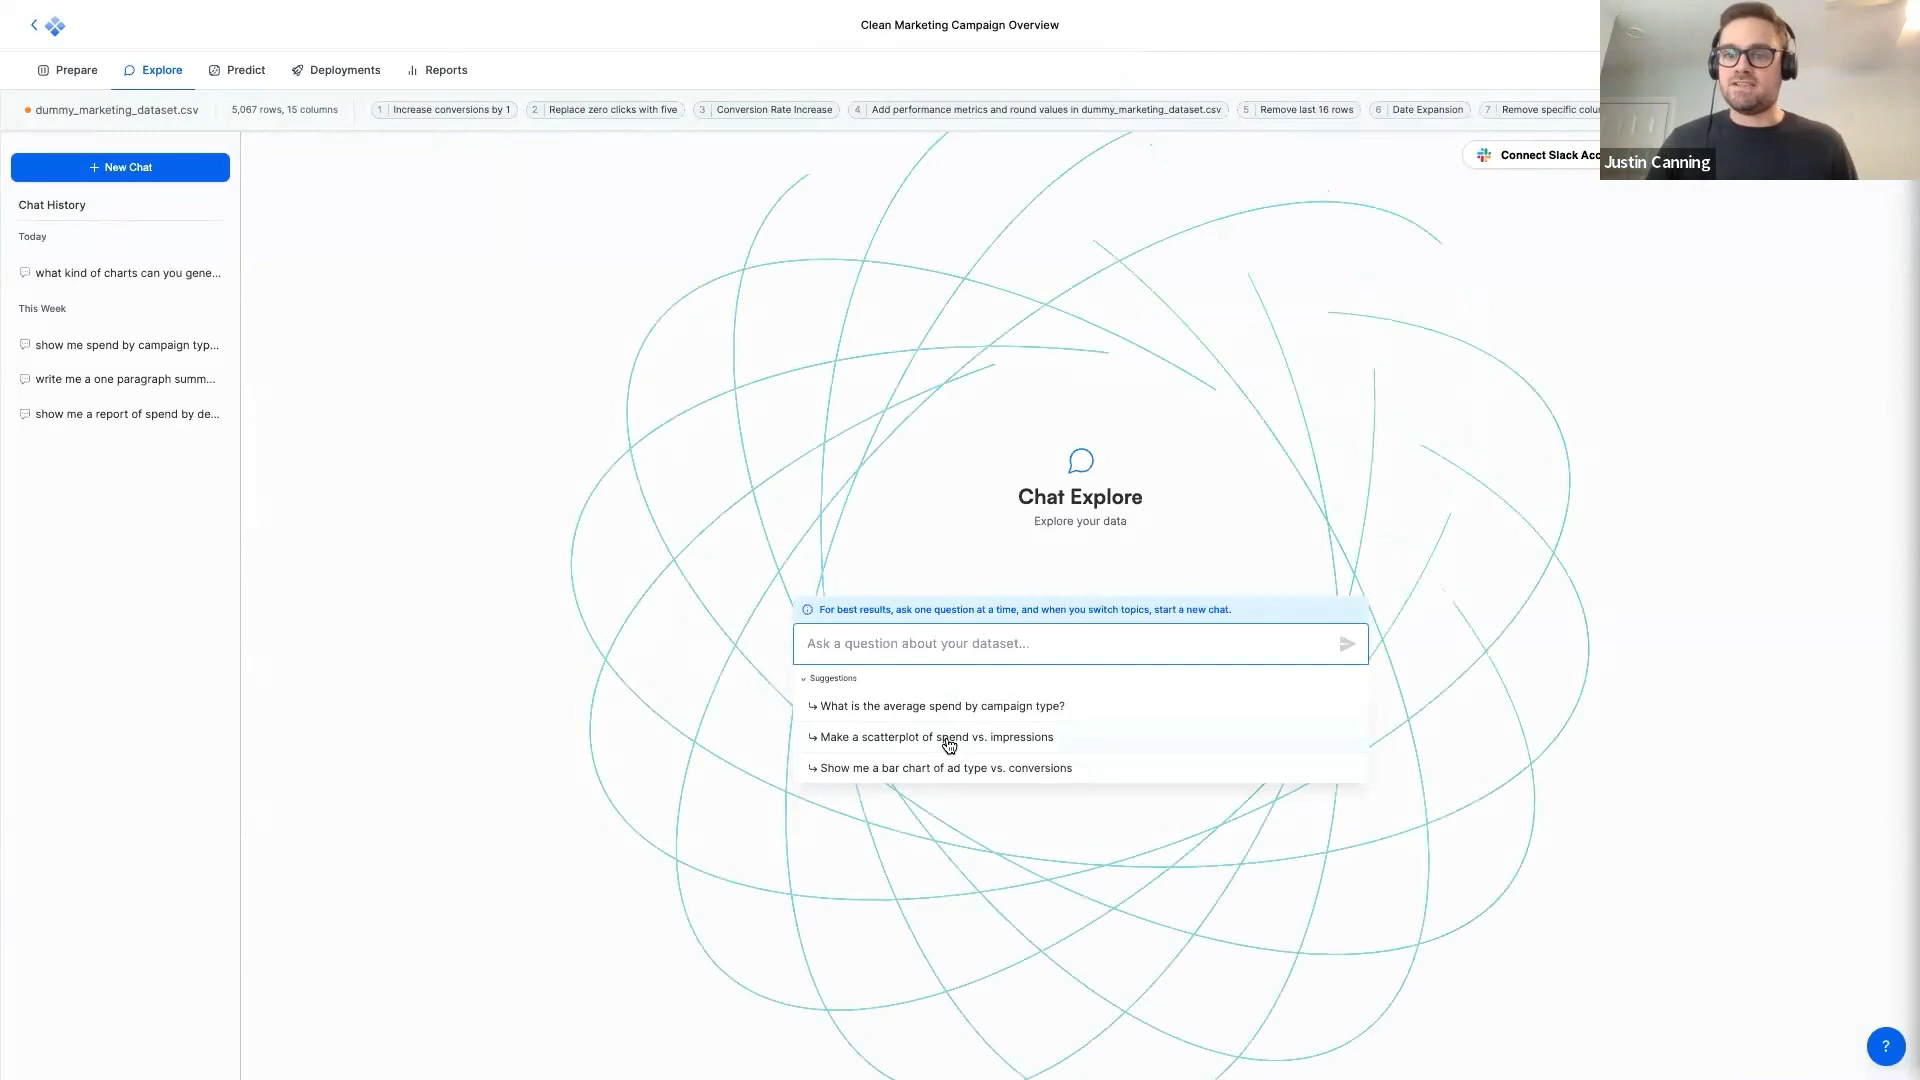 Clean Marketing Campaign Overview
Prepare
Explore
Predict
Deployments
Reports
dummy_marketing_dataset.csv
5,067 rows, 15 columns
1 Increase conversions by 1
2 Replace zero clicks with five
3 Conversion Rate Increase
4 Add performance metrics and round values in dummy_marketing_dataset.csv
5 Remove last 16 rows
6 Date Expansion
7 Remove specific
+ New Chat
Connect Slack
Justin Canning
Chat History
Today
what kind of charts can you gene...
This Week
show me spend by campaign typ...
write me a one paragraph summ...
show me a report of spend by de...
Chat Explore
Explore your data
For best results, ask one question at a time, and when you switch topics, start a new chat.
Ask a question about your dataset...
Suggestions
What is the average spend by campaign type?
Make a scatterplot of spend vs. impressions
Show me a bar chart of ad type vs. conversions
?